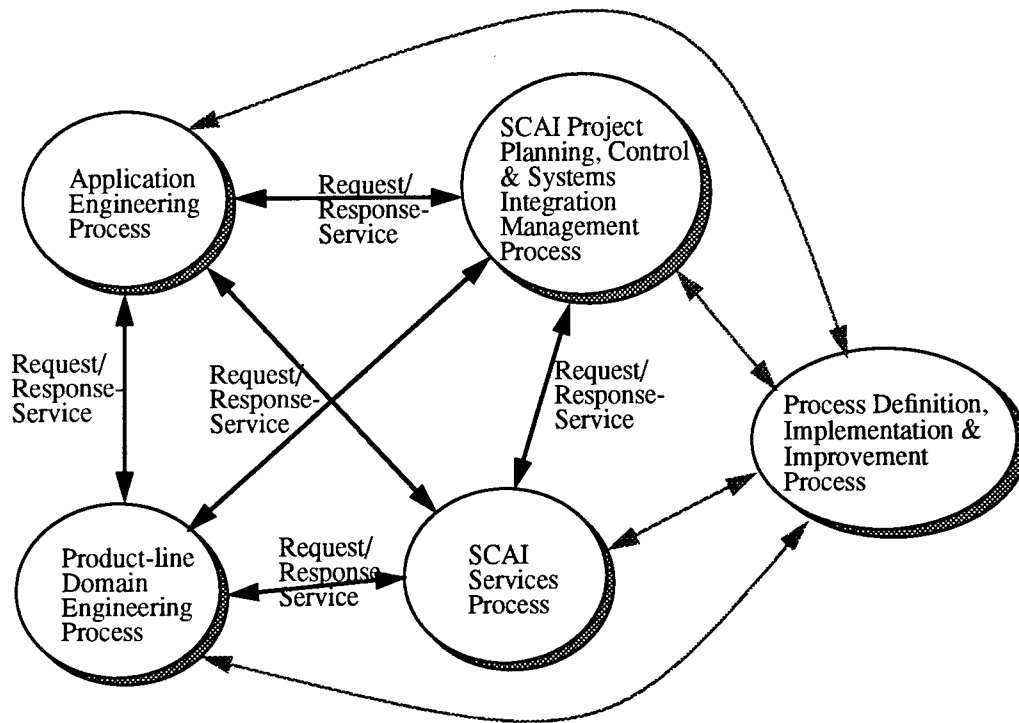 Application
Engineering
Process
Request/
Response-
Service
SCAI Project
Planning, Control
& Systems
Integration
Management
Process
Request/
Response-
Service
Request/
Response-
Service
Request/
Response-
Service
Process Definition,
Implementation &
Improvement
Process
Product-line
Domain
Engineering
Process
Request/
Response
Service
SCAI
Services
Process